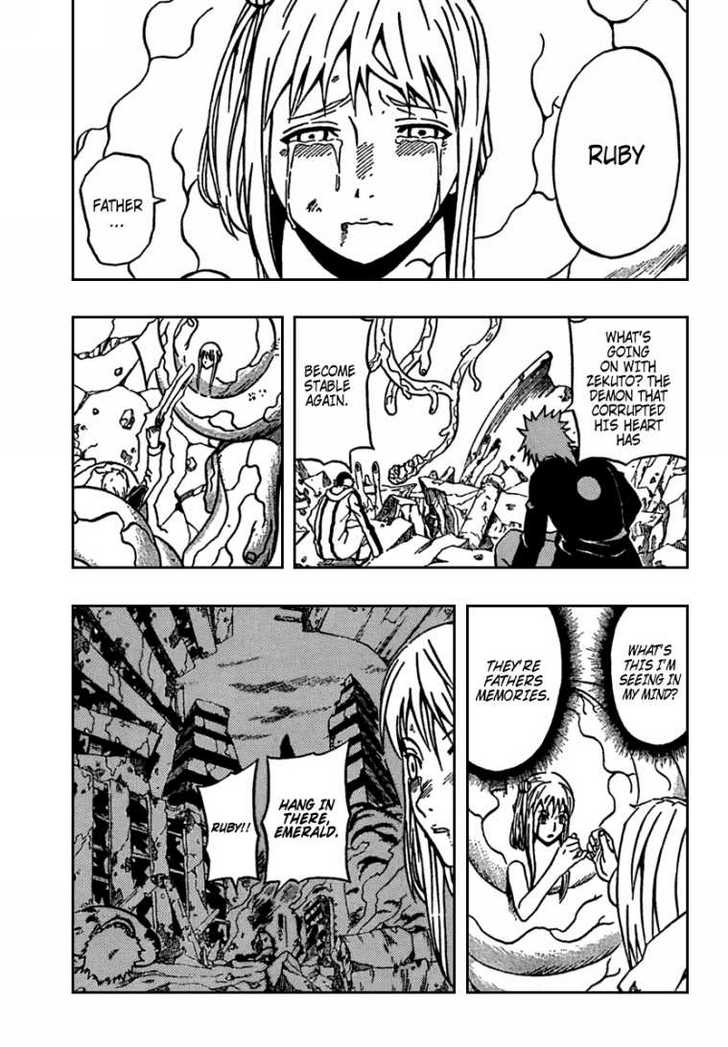 RUBY
FATHER
...
WHAT'S
GOING
ON WITH
ZEKUTO? THE
DEMON THAT
CORRUPTED
HIS HEART
HAS
BECOME
STABLE
AGAIN.
WHAT'S
THIS I'M
SEEING IN
MY MIND?
THEY'RE
FATHERS
MEMORIES.
HANG IN
THERE,
EMERALD.
RUBY!!